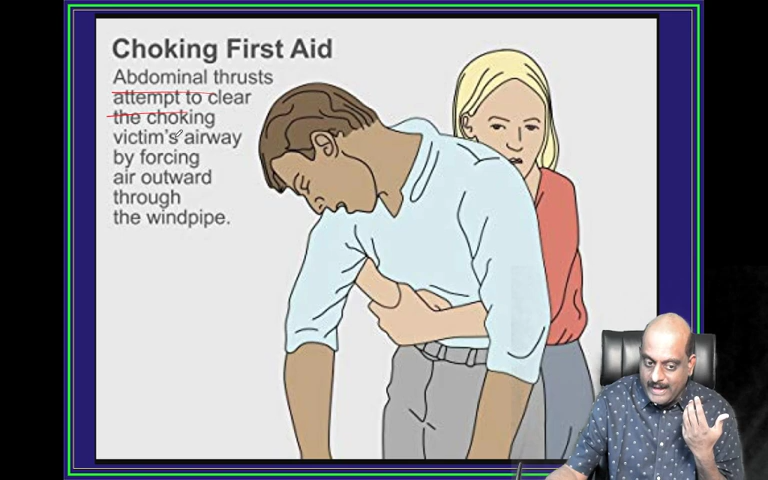 Choking First Aid
Abdominal thrusts
attempt to clear
the choking
victim's airway
by forcing
air outward
through
the windpipe.